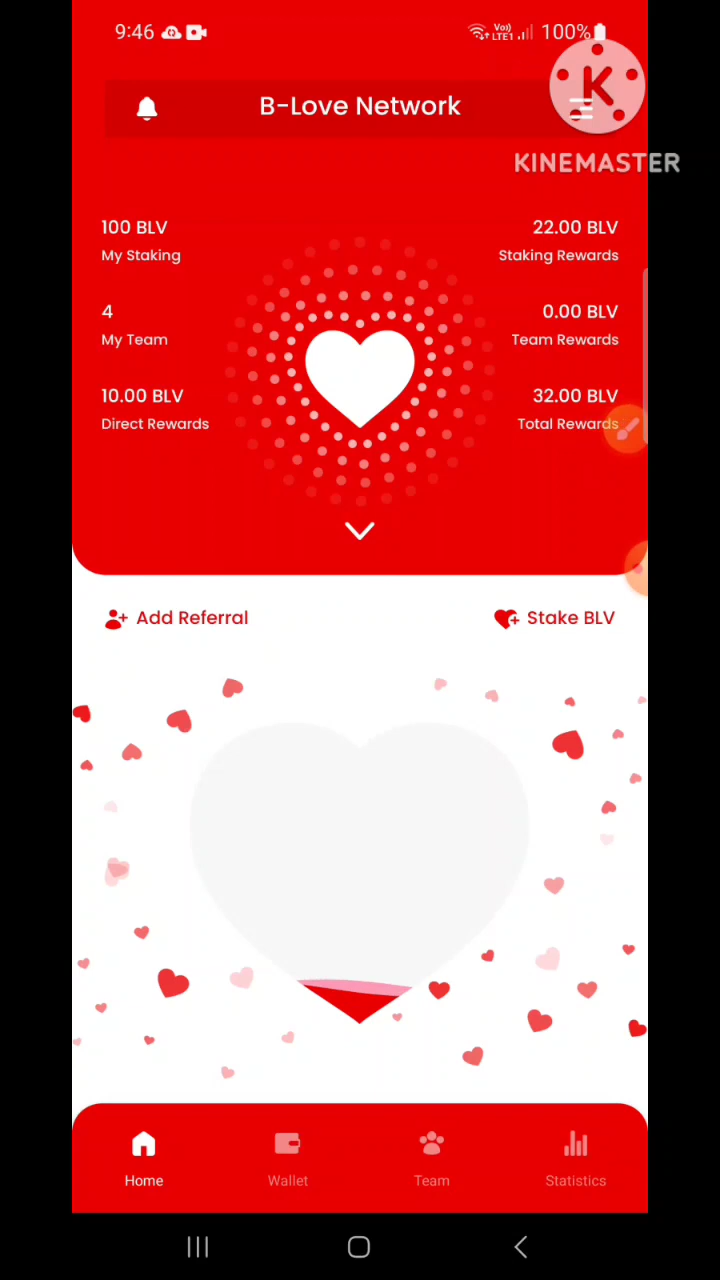 9:46
Vo) LTE1 100%
B-Love Network
K
KINEMASTER
100 BLV
My Staking
22.00 BLV
Staking Rewards
4
My Team
0.00 BLV
Team Rewards
10.00 BLV
Direct Rewards
32.00 BLV
Total Rewards
Add Referral
Stake BLV
Home
Wallet
Team
Statistics